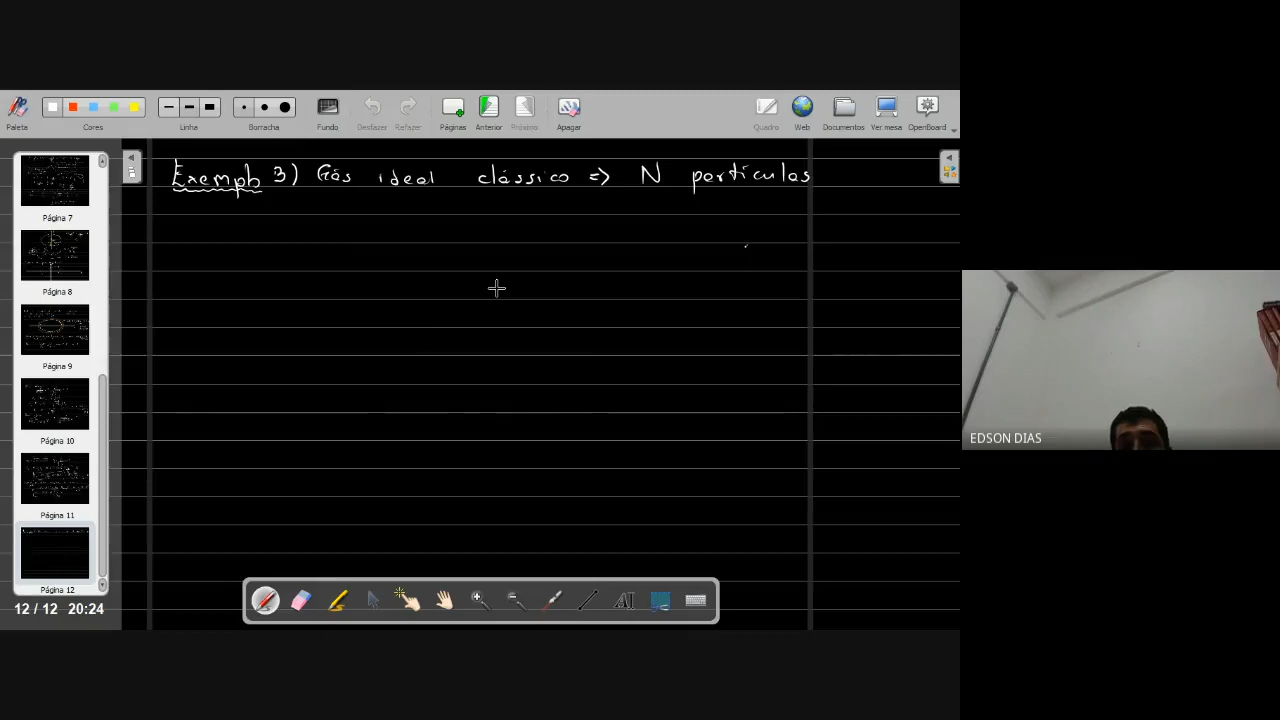 Paleta
Cores
Linha
Borracha
Fundo
Desfazer
Refazer
Páginas
Anterior
Próximo
Apagar
Quadro
Web
Documentos
Ver mesa
OpenBoard
Exemplo 3) Gás ideal clássico => N partículas
Página 7
Página 8
Página 9
Página 10
Página 11
Página 12
12 / 12 20:24
AI
EDSON DIAS